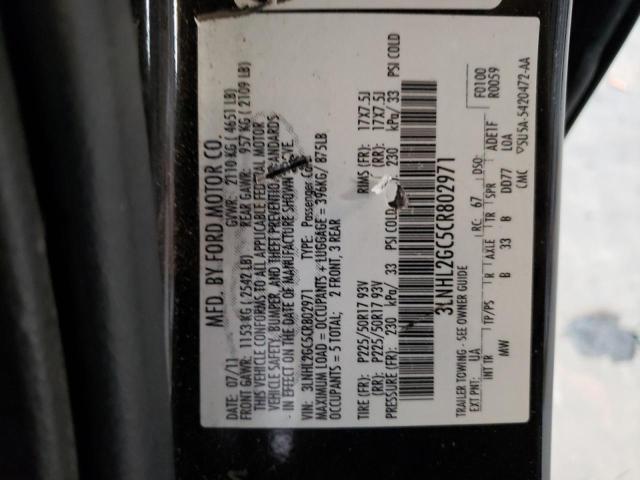 MFD. BY FORD MOTOR CO.
07/11 GVWR: 2110 KG ( 4651 LB)
FRONT GAWR: 1153 KG ( 2542 LB) REAR GAWR: 957 KG ( 2109 LB)
THIS VEHICLE CONFORMS TO ALL APPLICABLE FEDERAL MOTOR
VEHICLE SAFETY, BUMPER, AND THEFT PREVENTION STANDARDS
IN EFFECT ON THE DATE OF MANUFACTURE SHOWN ABOVE
VIN: 3LNHL2GC5CR802971 TYPE: Passenger
MAXIMUM LOAD = OCCUPANTS + LUGGAGE = 396KG/ 875LB
OCCUPANTS = 5 TOTAL; 2 FRONT, 3 REAR
TIRE (FR): P225/50R17 93V RIMS (FR): 17X7.5J
(RR): P225/50R17 93V (RR): 17X7.5J
PRESSURE (FR): 230 kPa/ 33 PSI COLD 230 kPa/ 33 PSI COLD
3LNHL2GC5CR802971
TRAILER TOWING - SEE OWNER GUIDE
EXT PNT: UA RC: 67 DSO: F0100
R0059
INT TR TP/PS R AXLE TR SPR ADE1F
MW B 33 B DD77 LOA
CMC 5U5A-5420472-AA